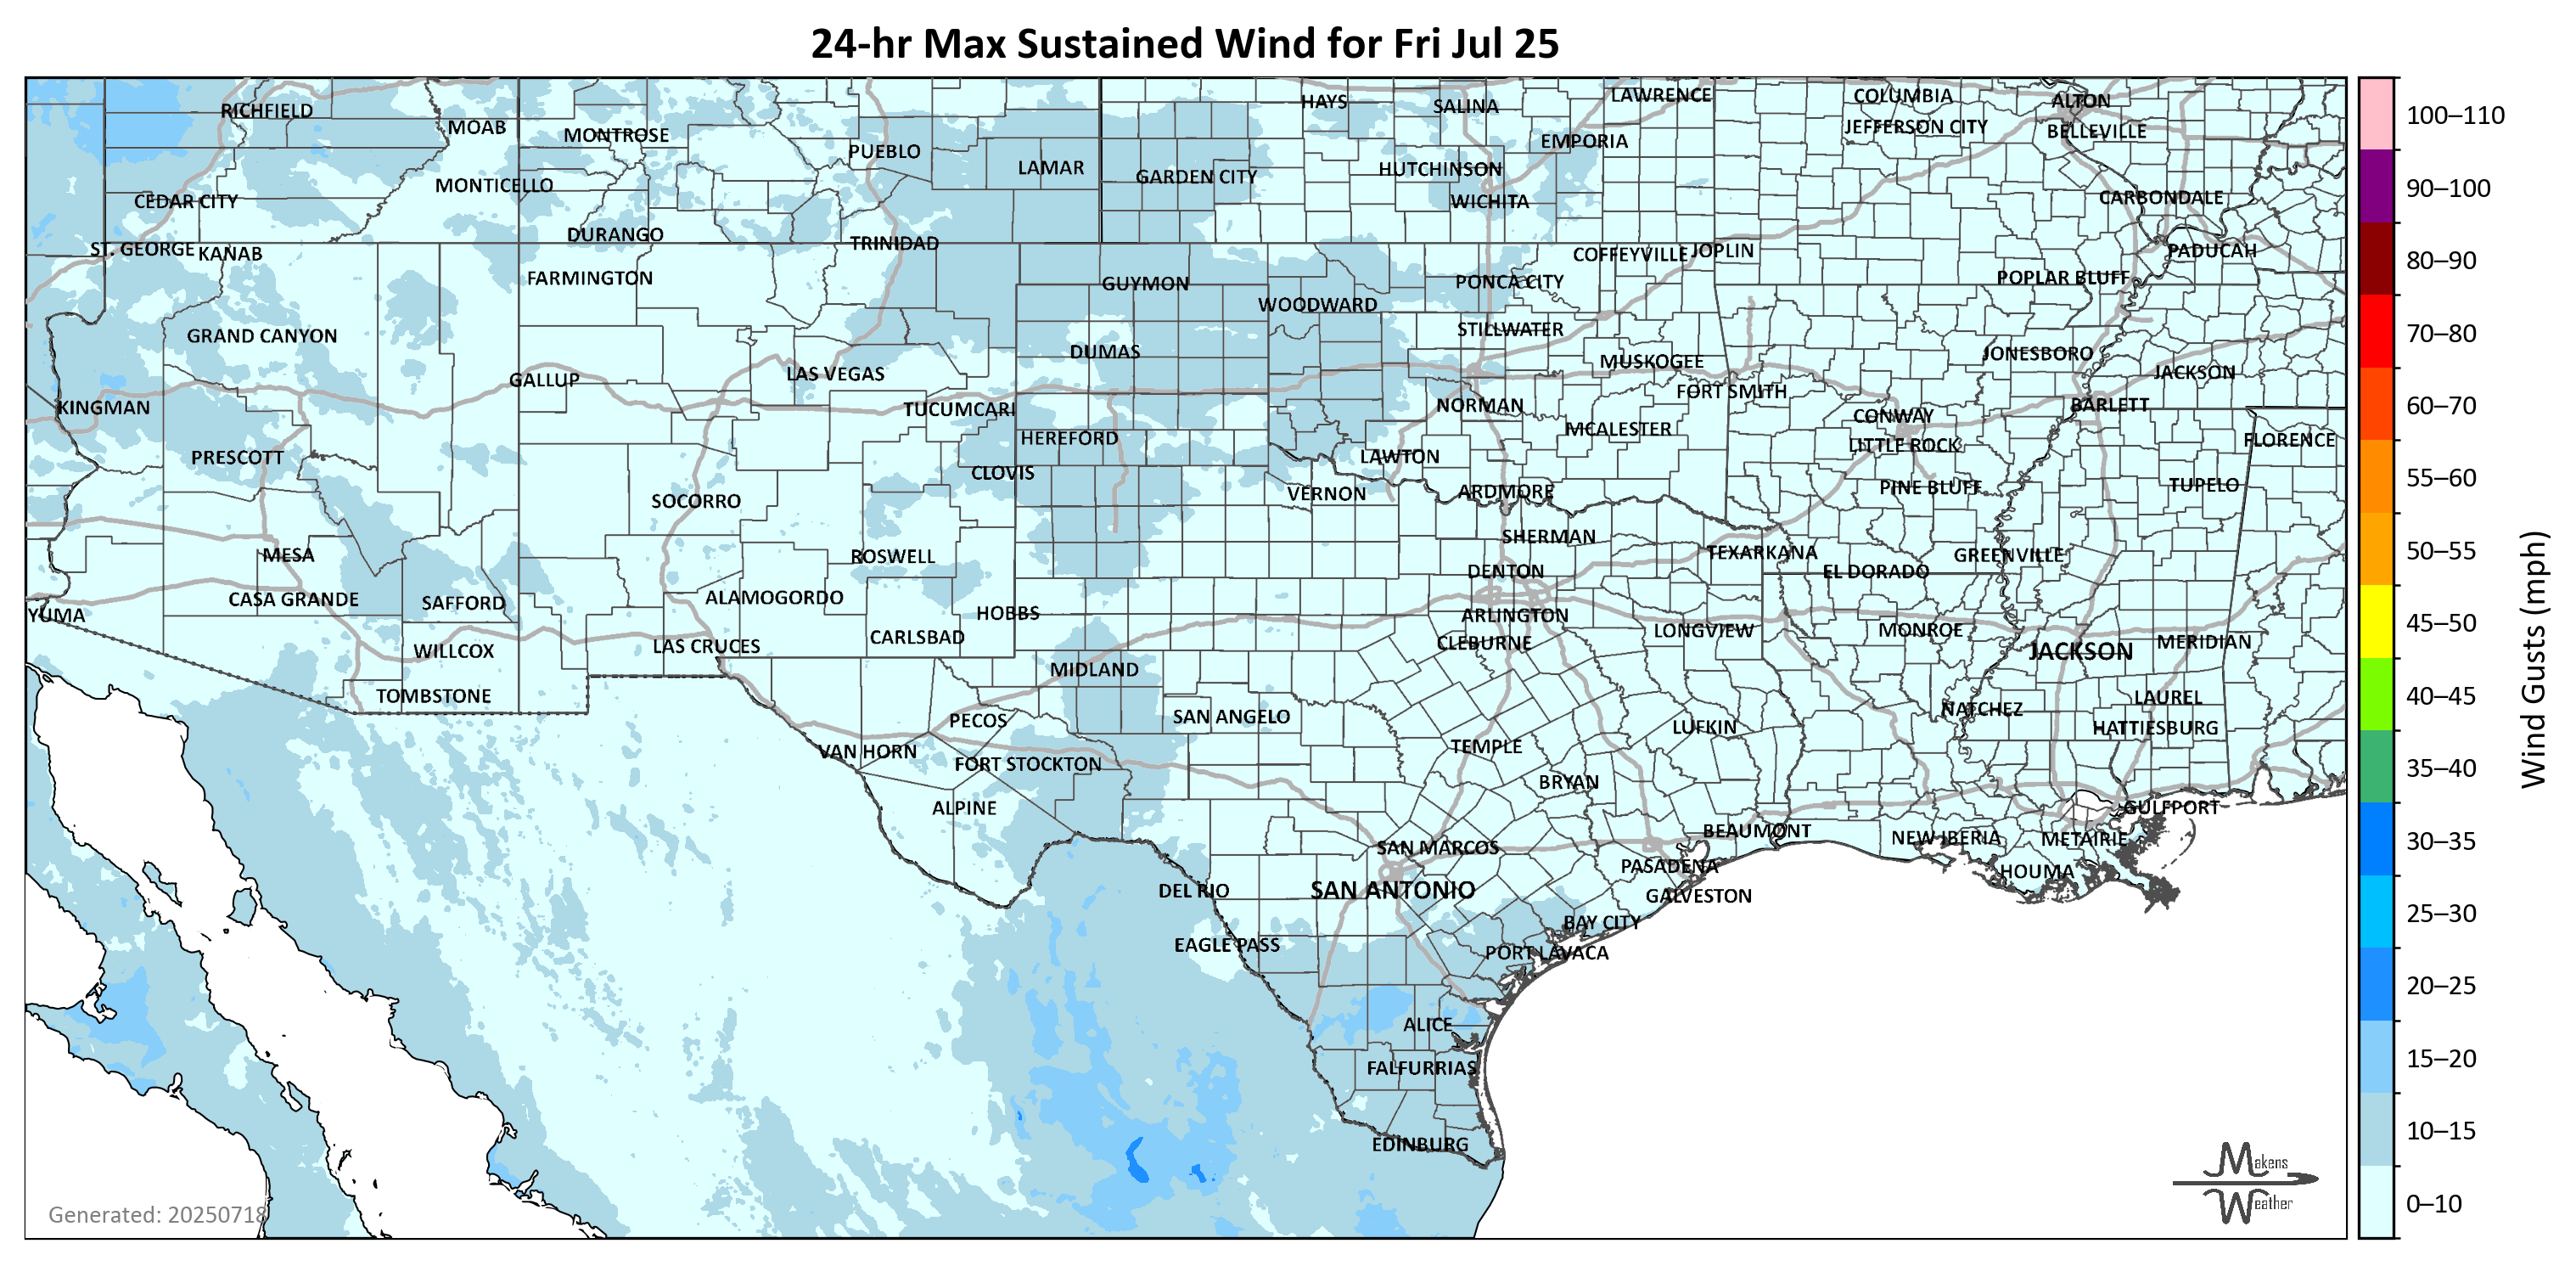 24-hr Max Sustained Wind for Fri Jul 25
RICHFIELD
MOAB
MONTROSE
PUEBLO
LAMAR
GARDEN CITY
HAYS
SALINA
HUTCHINSON
WICHITA
EMPORIA
LAWRENCE
COLUMBIA
JEFFERSON CITY
ALTON
BELLEVILLE
CEDAR CITY
MONTICELLO
CARBONDALE
ST. GEORGE
KANAB
DURANGO
TRINIDAD
FARMINGTON
GUYMON
WOODWARD
PONCA CITY
COFFEYVILLE
JOPLIN
POPLAR BLUFF
PADUCAH
GRAND CANYON
DUMAS
STILLWATER
MUSKOGEE
JONESBORO
JACKSON
KINGMAN
GALLUP
LAS VEGAS
TUCUMCARI
HEREFORD
NORMAN
FORT SMITH
MCALESTER
CONWAY
LITTLE ROCK
BARLETT
FLORENCE
PRESCOTT
SOCORRO
CLOVIS
VERNON
LAWTON
ARDMORE
PINE BLUFF
TUPELO
MESA
ROSWELL
SHERMAN
DENTON
TEXARKANA
EL DORADO
GREENVILLE
YUMA
CASA GRANDE
SAFFORD
ALAMOGORDO
HOBBS
ARLINGTON
CLEBURNE
LONGVIEW
MONROE
JACKSON
MERIDIAN
WILLCOX
LAS CRUCES
CARLSBAD
MIDLAND
TOMBSTONE
PECOS
SAN ANGELO
LUFKIN
NATCHEZ
LAUREL
HATTIESBURG
VAN HORN
FORT STOCKTON
TEMPLE
BRYAN
ALPINE
SAN MARCOS
BEAUMONT
NEW IBERIA
METAIRIE
GULFPORT
DEL RIO
SAN ANTONIO
PASADENA
GALVESTON
HOUMA
EAGLE PASS
BAY CITY
PORT LAVACA
ALICE
FALFURRIAS
EDINBURG
Generated: 20250718
Makens
Weather
100–110
90–100
80–90
70–80
60–70
55–60
50–55
45–50
40–45
35–40
30–35
25–30
20–25
15–20
10–15
0–10
Wind Gusts (mph)